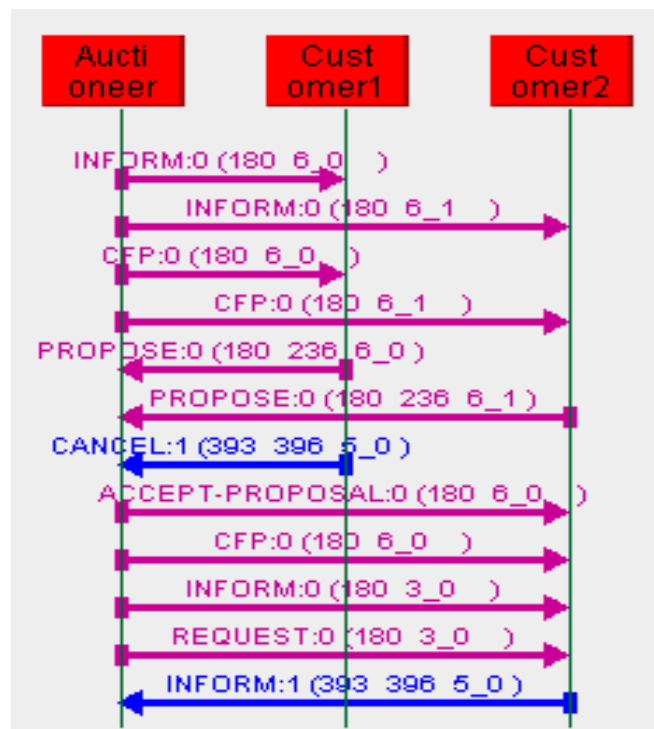 Aucti
oneer
Cust
omer1
Cust
omer2
INFORM:0 (180 6_0 )
INFORM:0 (180 6_1 )
CFP:0 (180 6_0 )
CFP:0 (180 6_1 )
PROPOSE:0 (180 236 6_0 )
PROPOSE:0 (180 236 6_1 )
CANCEL:1 (393 396 5_0 )
ACCEPT-PROPOSAL:0 (180 6_0 )
CFP:0 (180 6_0 )
INFORM:0 (180 3_0 )
REQUEST:0 (180 3_0 )
INFORM:1 (393 396 5_0 )